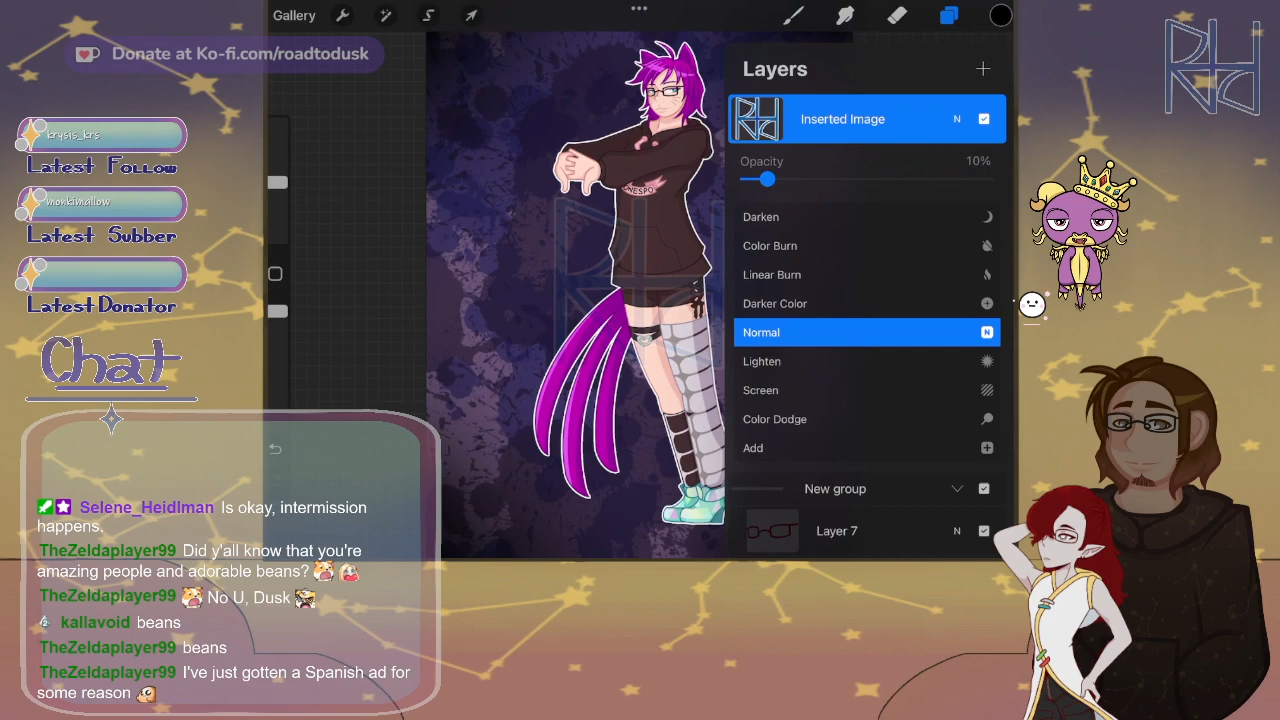 Gallery
Donate at Ko-fi.com/roadtodusk
krysis_krs
Latest Follow
monkimallow
Latest Subber
Latest Donator
Chat
Selene_Heidlman Is okay, intermission
happens.
TheZeldaplayer99 Did y'all know that you're
amazing people and adorable beans?
TheZeldaplayer99 No U, Dusk
kallavoid beans
TheZeldaplayer99 beans
TheZeldaplayer99 I've just gotten a Spanish ad for
some reason
Layers
Inserted Image N
Opacity 10%
Darken
Color Burn
Linear Burn
Darker Color
Normal N
Lighten
Screen
Color Dodge
Add
New group
Layer 7 N